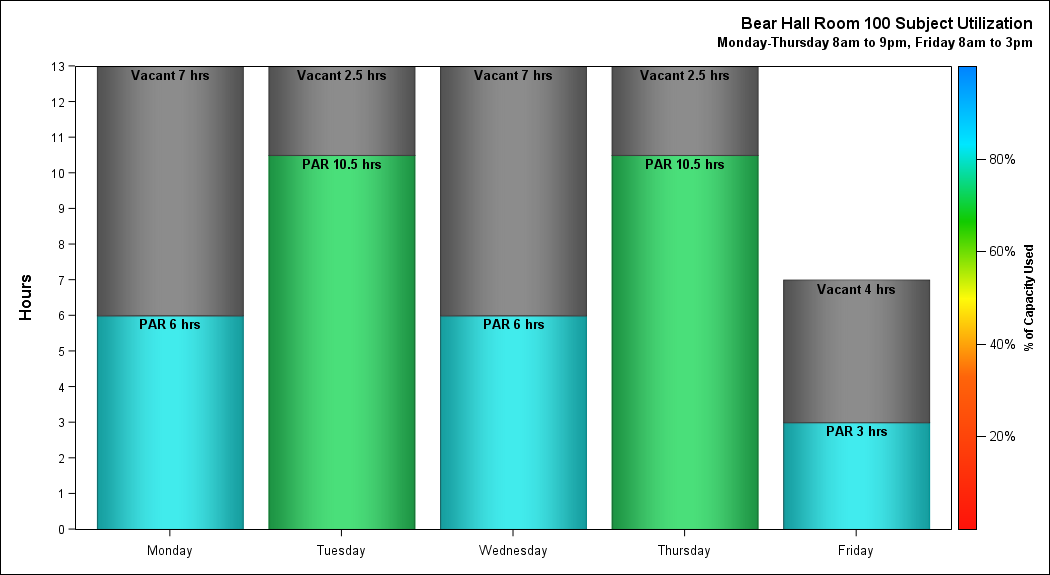 Bear Hall Room 100 Subject Utilization
Monday-Thursday 8am to 9pm, Friday 8am to 3pm
Hours
13
12
11
10
9
8
7
6
5
4
3
2
1
0
Vacant 7 hrs
PAR 6 hrs
Vacant 2.5 hrs
PAR 10.5 hrs
Vacant 7 hrs
PAR 6 hrs
Vacant 2.5 hrs
PAR 10.5 hrs
Vacant 4 hrs
PAR 3 hrs
Monday
Tuesday
Wednesday
Thursday
Friday
80%
60%
40%
20%
% of Capacity Used